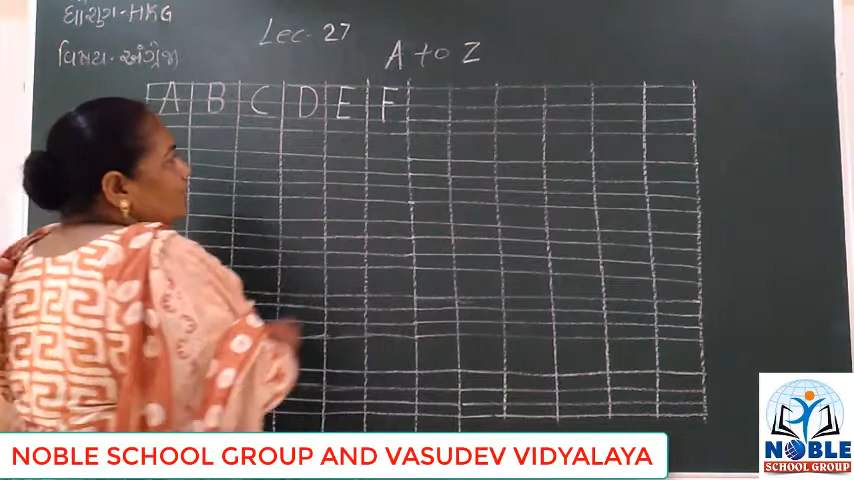 ધોરણ-HKG
Lec- 27
વિષય-અંગ્રેજી
A to Z
A B C D E F
NOBLE SCHOOL GROUP AND VASUDEV VIDYALAYA
NOBLE
SCHOOL GROUP